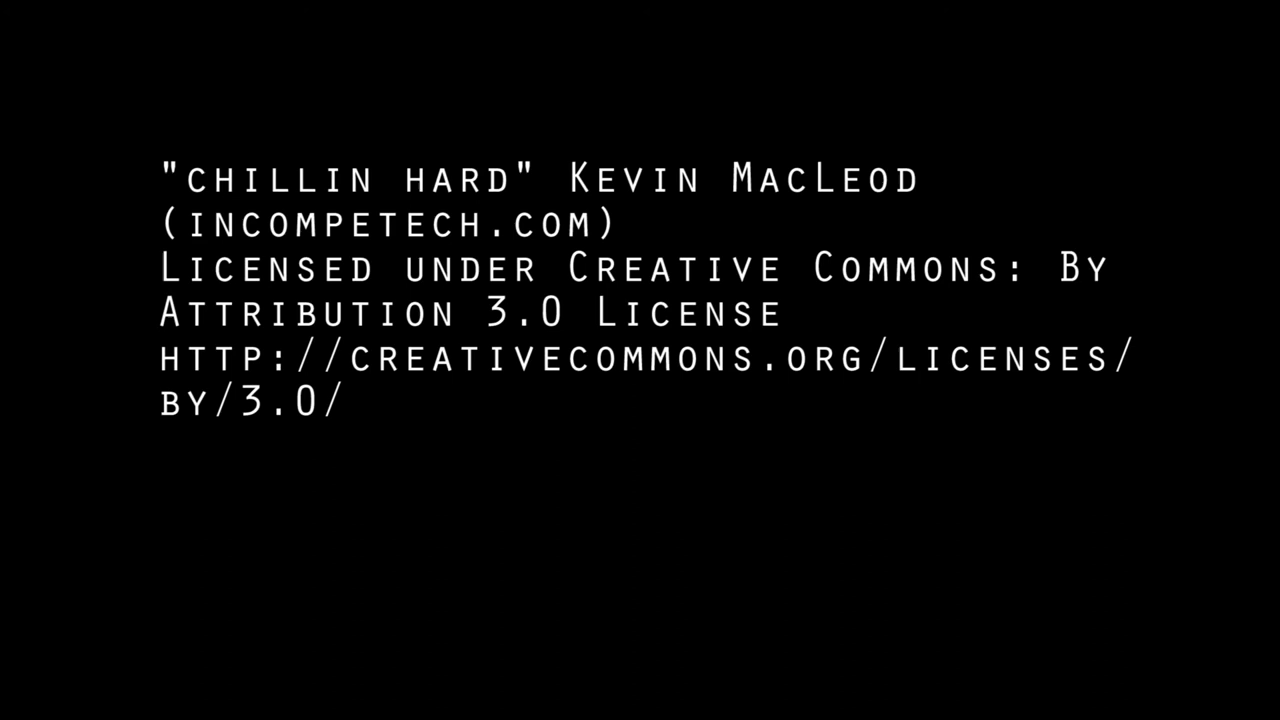 "chillin hard" Kevin MacLeod
(incompetech.com)
Licensed under Creative Commons: By
Attribution 3.0 License
http://creativecommons.org/licenses/
by/3.0/